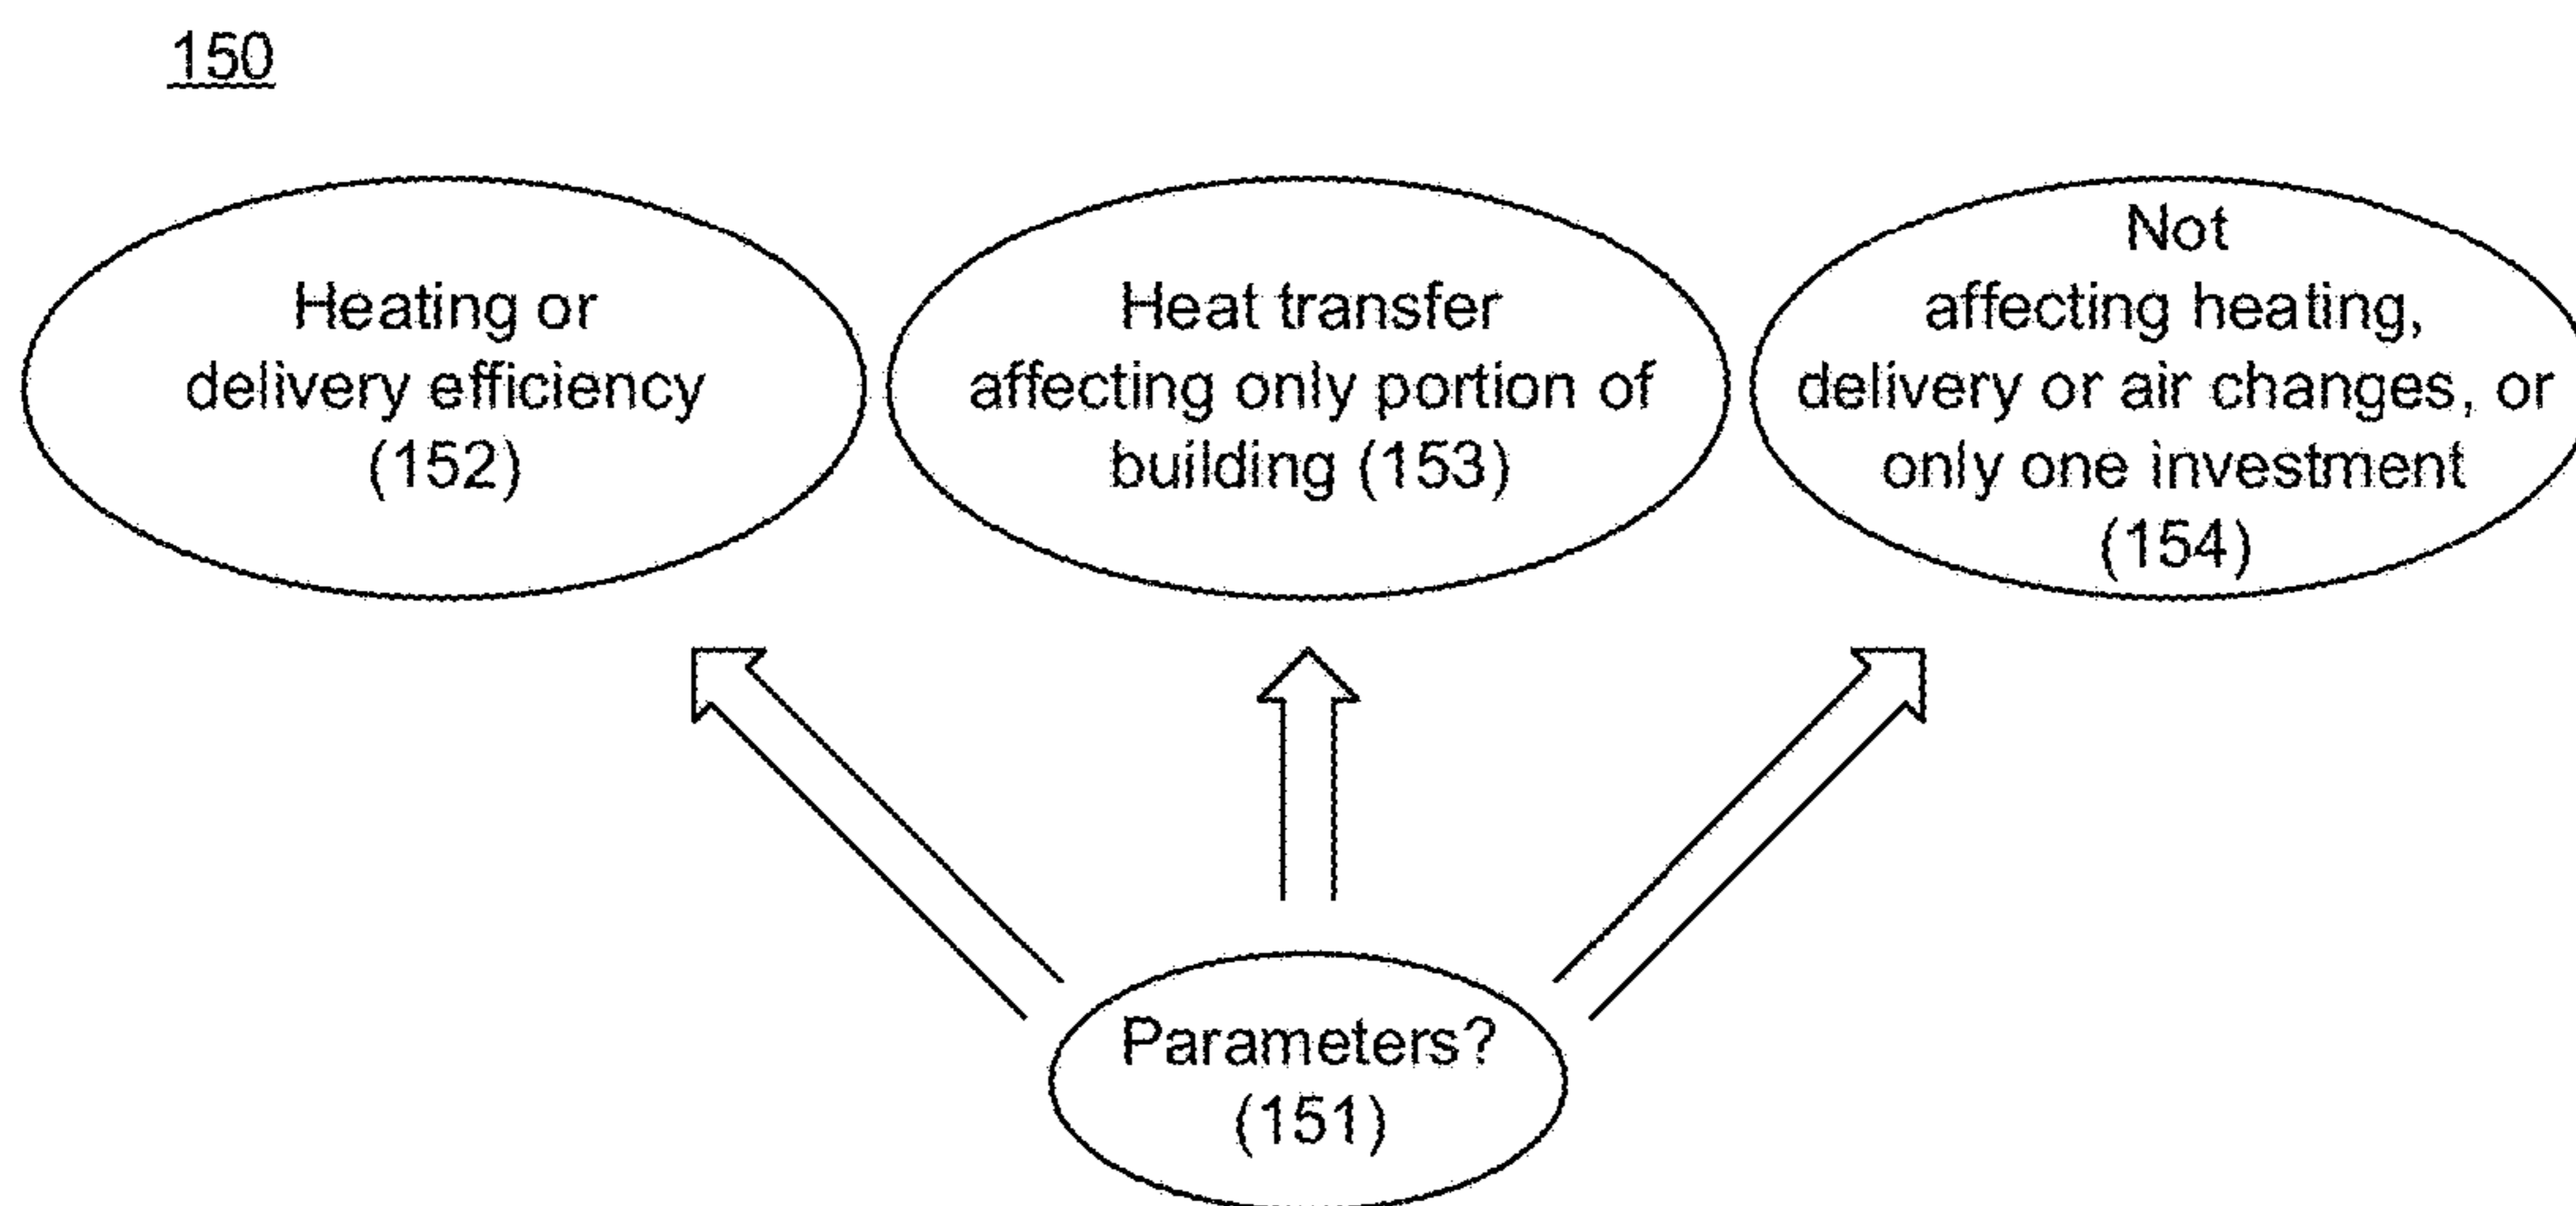 150
Heating or
delivery efficiency
(152)
Heat transfer
affecting only portion of
building (153)
Not
affecting heating,
delivery or air changes, or
only one investment
(154)
Parameters?
(151)